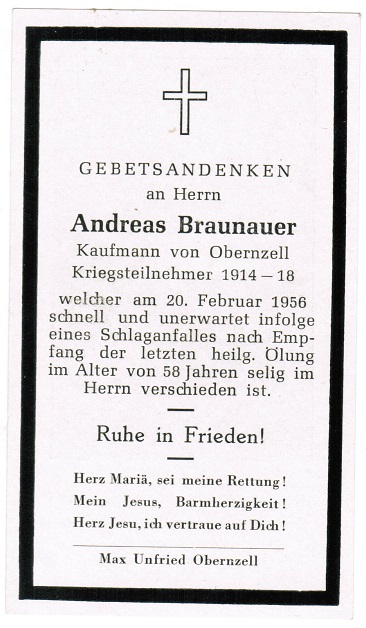 GEBETSANDENKEN
an Herrn
Andreas Braunauer
Kaufmann von Obernzell
Kriegsteilnehmer 1914 – 18
welcher am 20. Februar 1956
schnell und unerwartet infolge
eines Schlaganfalles nach Emp-
fang der letzten heilg. Ölung
im Alter von 58 Jahren selig im
Herrn verschieden ist.
Ruhe in Frieden!
Herz Mariä, sei meine Rettung!
Mein Jesus, Barmherzigkeit!
Herz Jesu, ich vertraue auf Dich!
Max Unfried Obernzell